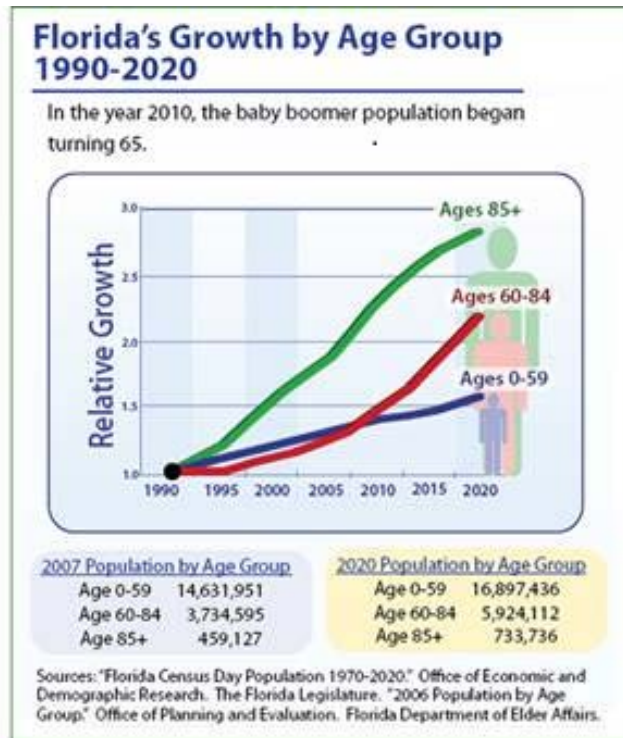 Florida's Growth by Age Group
1990-2020
In the year 2010, the baby boomer population began
turning 65.
Relative Growth
3.0
2.5
2.0
1.5
1.0
Ages 85+
Ages 60-84
Ages 0-59
1990 1995 2000 2005 2010 2015 2020
2007 Population by Age Group
Age 0-59 14,631,951
Age 60-84 3,734,595
Age 85+ 459,127
2020 Population by Age Group
Age 0-59 16,897,436
Age 60-84 5,924,112
Age 85+ 733,736
Sources: "Florida Census Day Population 1970-2020." Office of Economic and
Demographic Research. The Florida Legislature. "2006 Population by Age
Group." Office of Planning and Evaluation. Florida Department of Elder Affairs.